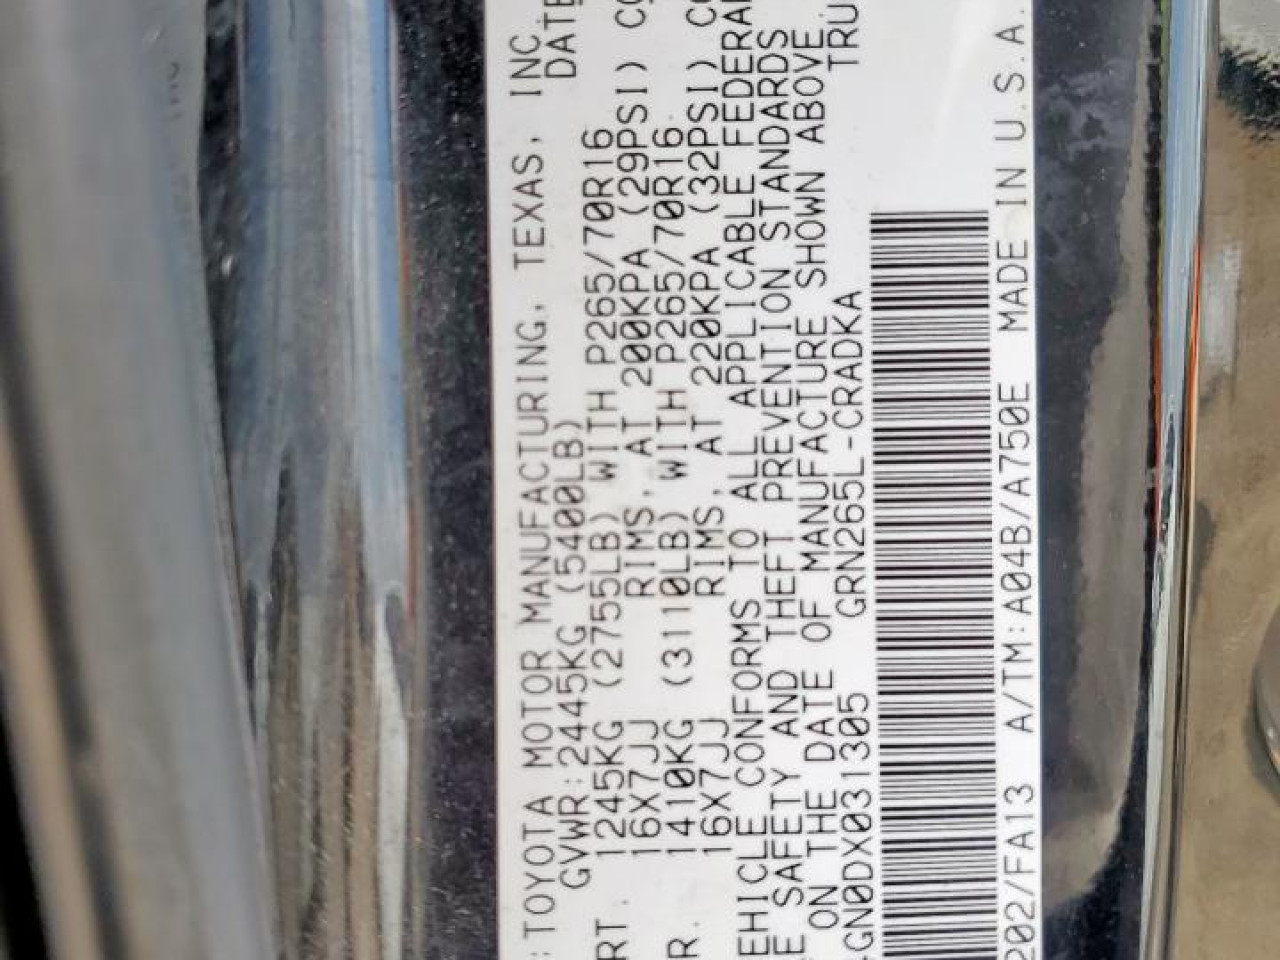 : TOYOTA MOTOR MANUFACTURING, TEXAS, INC.
DATE
GVWR: 2445KG (5400LB)
RT. 1245KG (2755LB) WITH P265/70R16
16X7JJ RIMS, AT 200KPA (29PSI) CO
R. 1410KG (3110LB) WITH P265/70R16
16X7JJ RIMS, AT 220KPA (32PSI) CO
EHICLE CONFORMS TO ALL APPLICABLE FEDERAL
E SAFETY AND THEFT PREVENTION STANDARDS
ON THE DATE OF MANUFACTURE SHOWN ABOVE.
GN0DX031305 GRN265L-CRADKA TRU
202/FA13 A/TM:A04B/A750E MADE IN U.S.A.